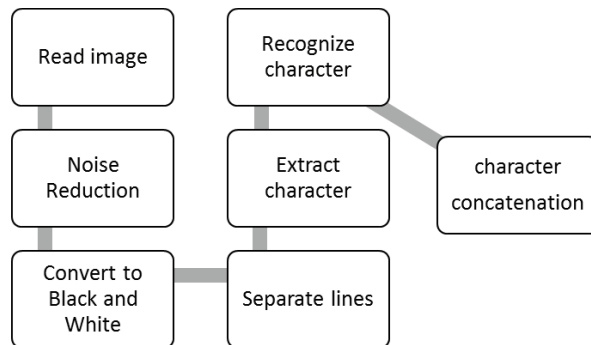 Read image
Noise
Reduction
Convert to
Black and
White
Separate lines
Extract
character
Recognize
character
character
concatenation